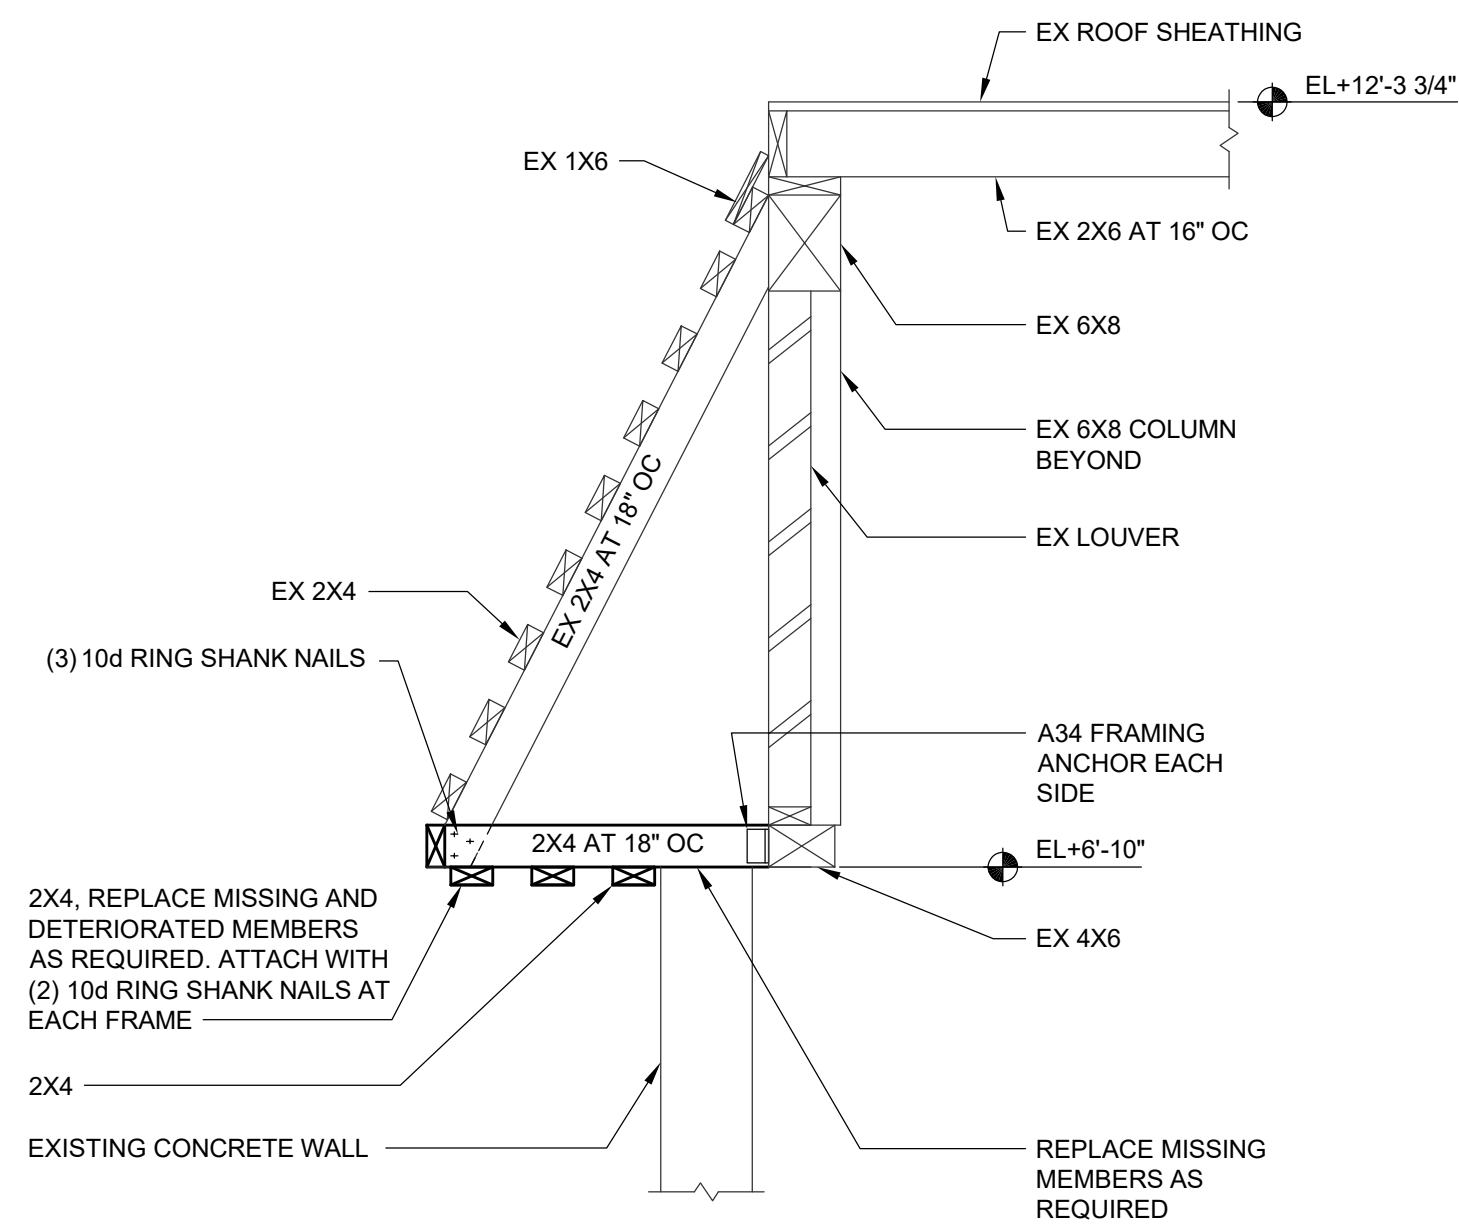 EX ROOF SHEATHING
EL+12'-3 3/4"
EX 1X6
EX 2X6 AT 16" OC
EX 6X8
EX 6X8 COLUMN
BEYOND
EX LOUVER
EX 2X4 AT 18" OC
EX 2X4
(3) 10d RING SHANK NAILS
A34 FRAMING
ANCHOR EACH
SIDE
2X4 AT 18" OC
EL+6'-10"
2X4, REPLACE MISSING AND
DETERIORATED MEMBERS
AS REQUIRED. ATTACH WITH
(2) 10d RING SHANK NAILS AT
EACH FRAME
EX 4X6
2X4
EXISTING CONCRETE WALL
REPLACE MISSING
MEMBERS AS
REQUIRED